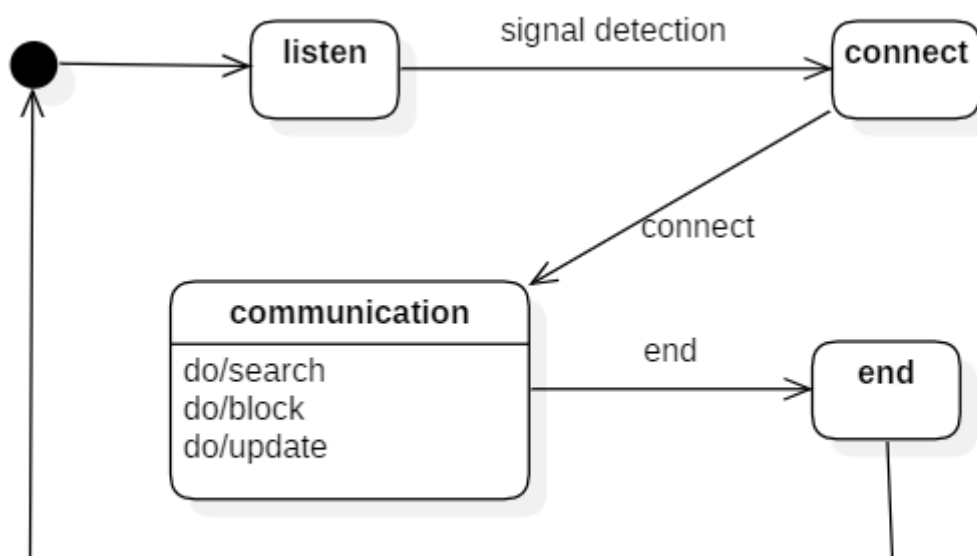 listen
signal detection
connect
connect
communication
do/search
do/block
do/update
end
end